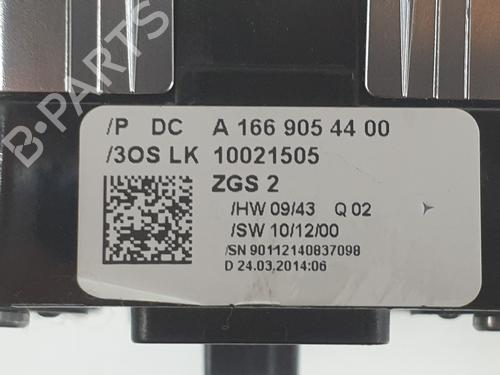 B-PARTS
/P DC A 166 905 44 00
/3OS LK 10021505
ZGS 2
/HW 09/43 Q 02
/SW 10/12/00
/SN 90112140837098
D 24.03.2014:06